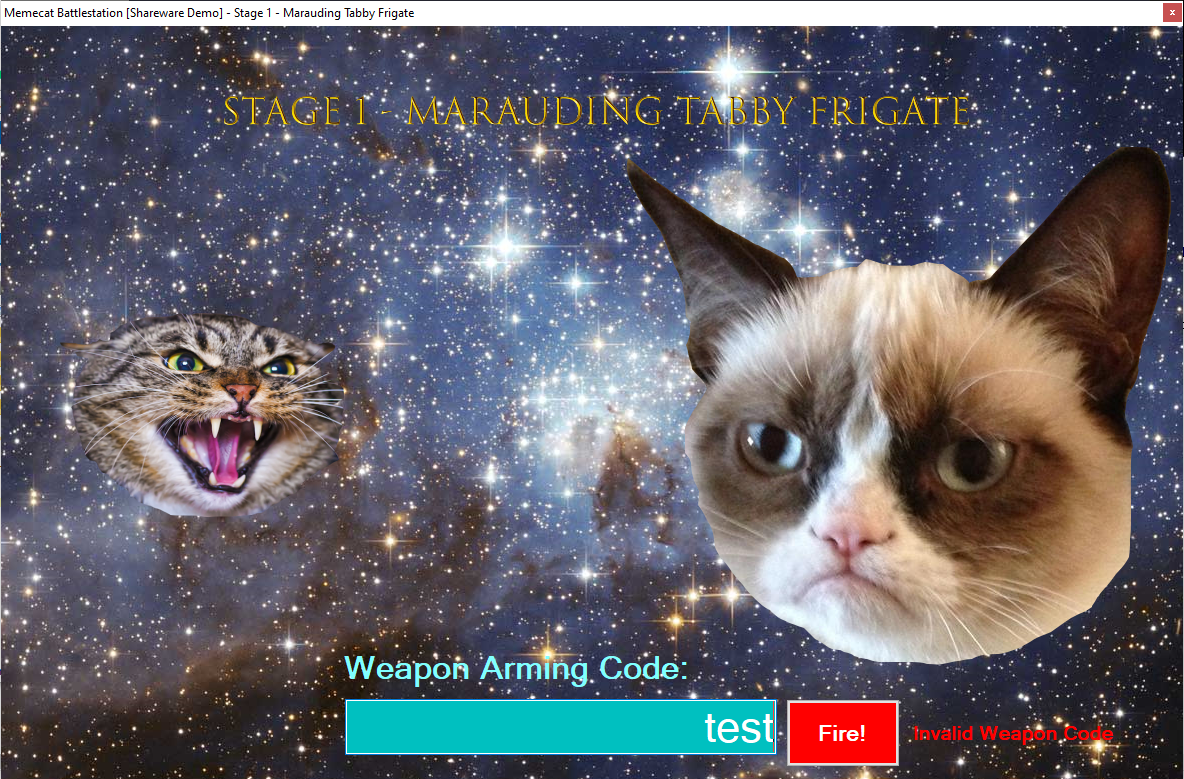 Memecat Battlestation [Shareware Demo] - Stage 1 - Marauding Tabby Frigate
STAGE 1 - MARAUDING TABBY FRIGATE
Weapon Arming Code:
test
Fire!
Invalid Weapon Code